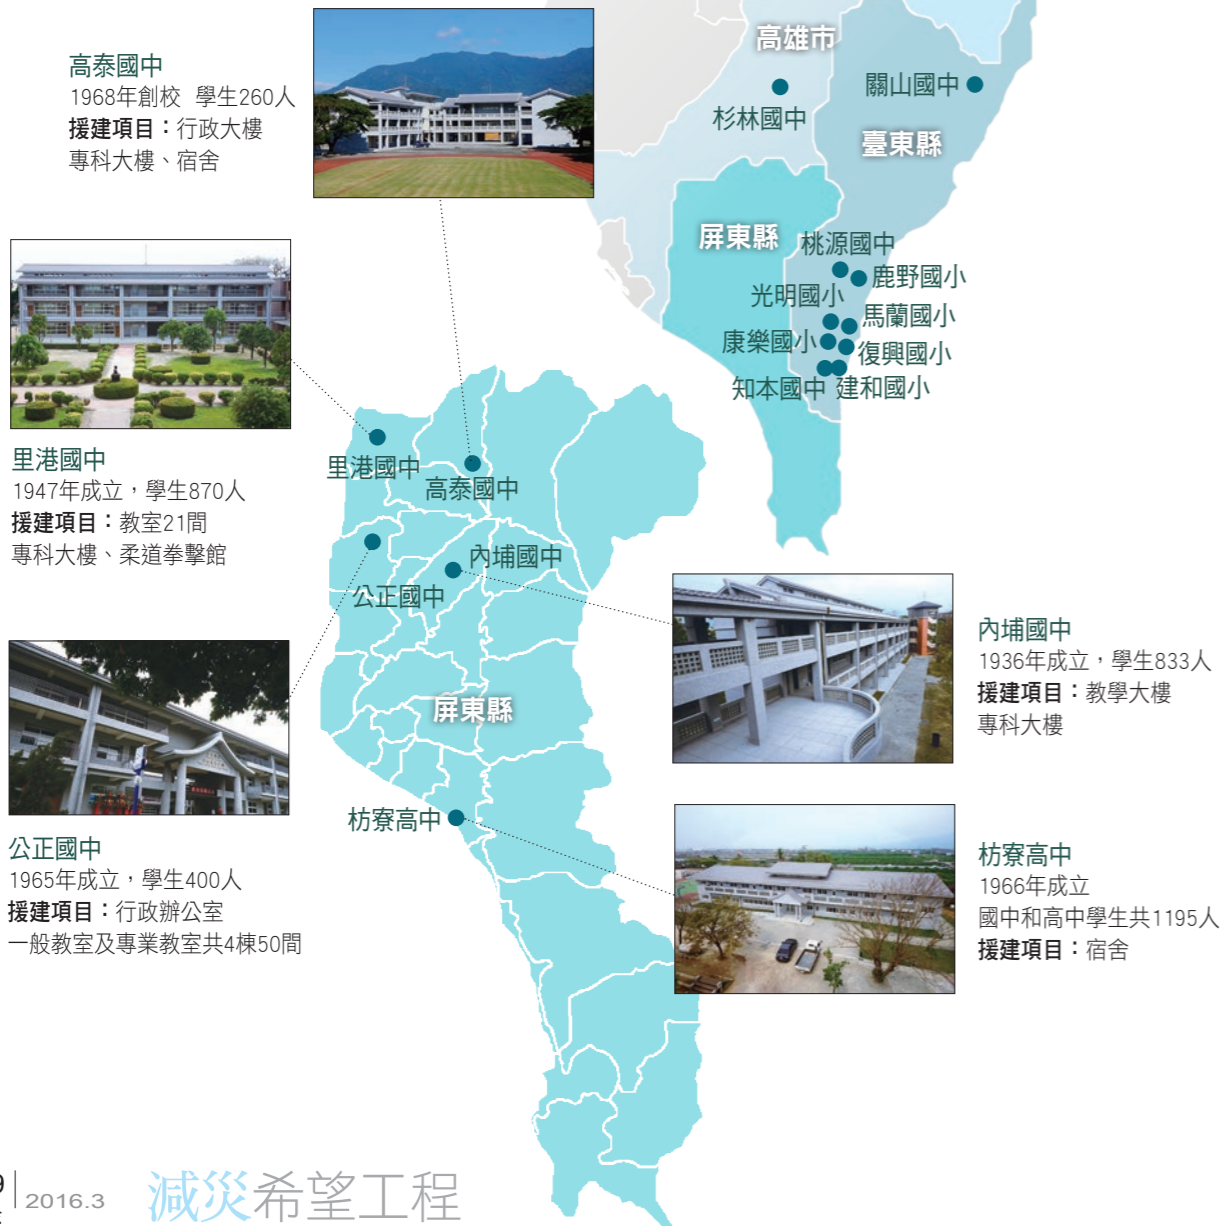 高泰國中
1968年創校 學生260人
援建項目：行政大樓
專科大樓、宿舍
高雄市
杉林國中
關山國中
臺東縣
屏東縣
桃源國中
鹿野國小
光明國小
馬蘭國小
康樂國小
復興國小
知本國中
建和國小
里港國中
1947年成立，學生870人
援建項目：教室21間
專科大樓、柔道拳擊館
里港國中
高泰國中
內埔國中
公正國中
屏東縣
枋寮高中
內埔國中
1936年成立，學生833人
援建項目：教學大樓
專科大樓
公正國中
1965年成立，學生400人
援建項目：行政辦公室
一般教室及專業教室共4棟50間
枋寮高中
1966年成立
國中和高中學生共1195人
援建項目：宿舍
2016.3
減災希望工程